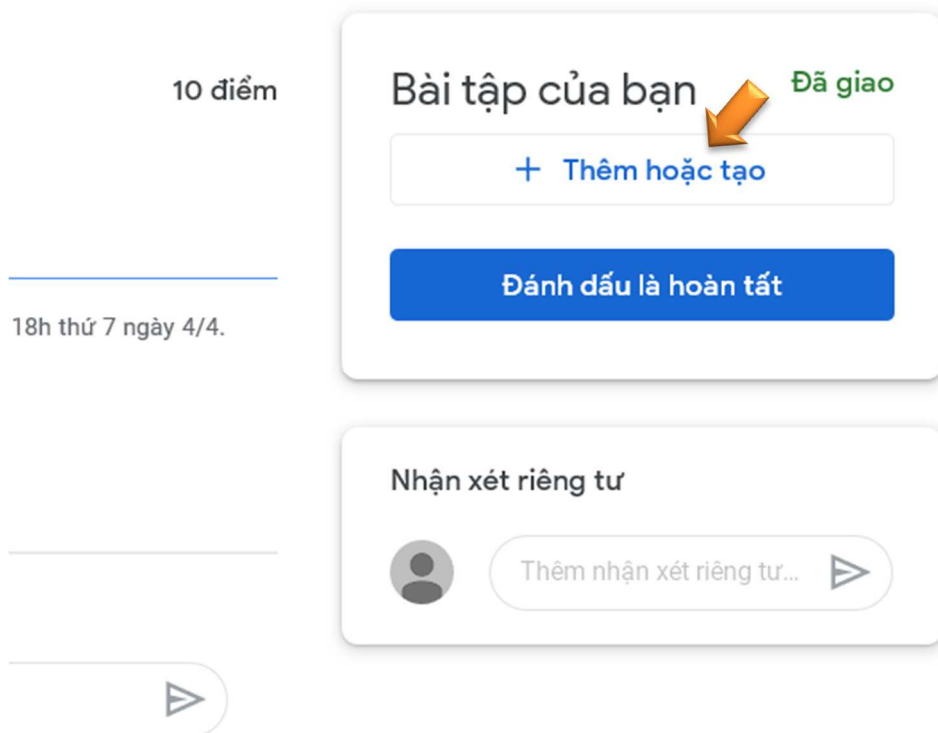 10 điểm
18h thứ 7 ngày 4/4.
Bài tập của bạn
Đã giao
+ Thêm hoặc tạo
Đánh dấu là hoàn tất
Nhận xét riêng tư
Thêm nhận xét riêng tư...